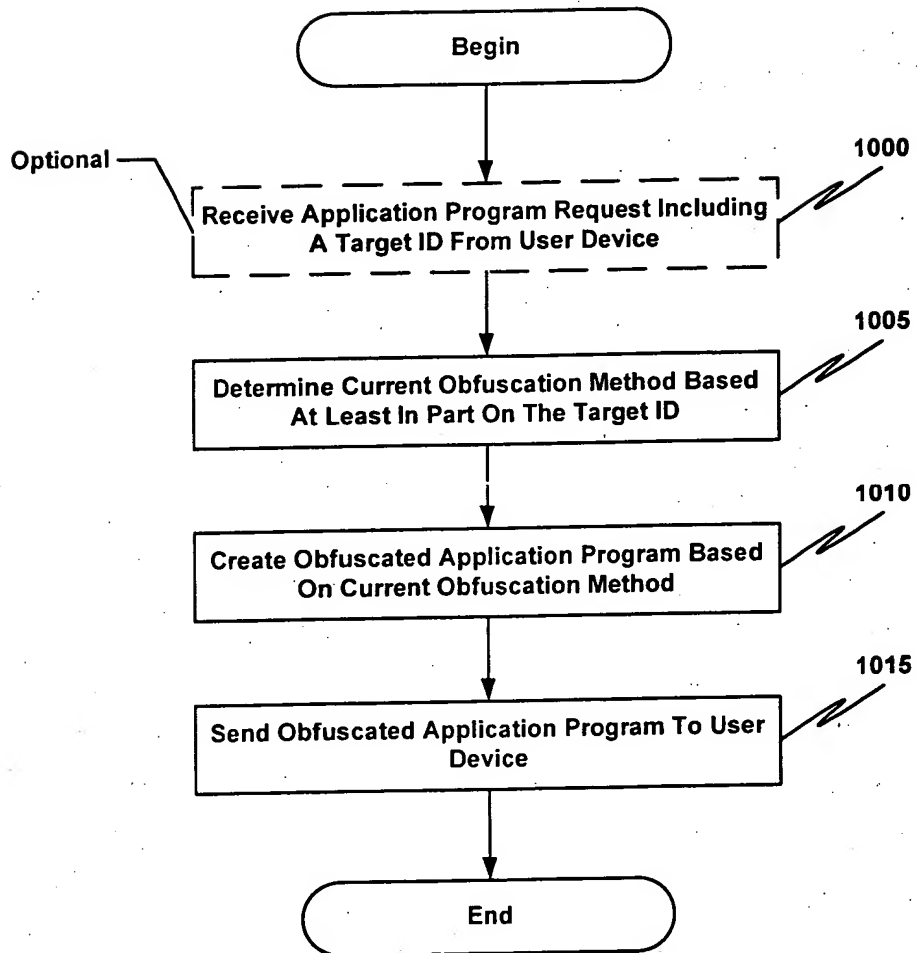 Begin
Optional
1000
Receive Application Program Request Including
A Target ID From User Device
1005
Determine Current Obfuscation Method Based
At Least In Part On The Target ID
1010
Create Obfuscated Application Program Based
On Current Obfuscation Method
1015
Send Obfuscated Application Program To User
Device
End